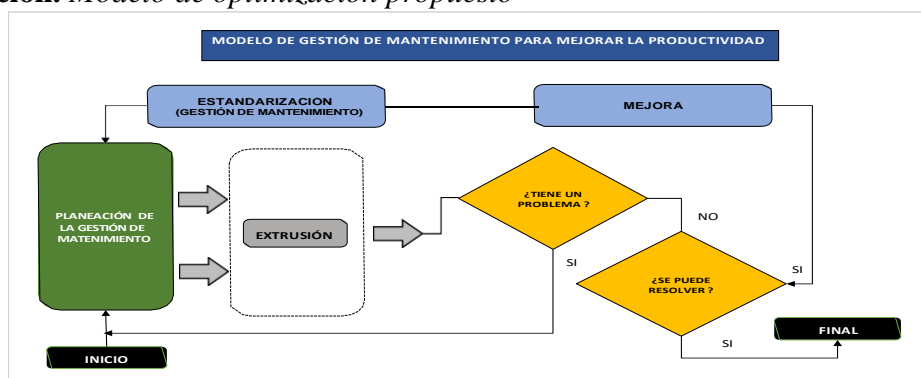 ción. Modelo de optimización propuesto
MODELO DE GESTIÓN DE MANTENIMIENTO PARA MEJORAR LA PRODUCTIVIDAD
ESTANDARIZACION
(GESTIÓN DE MANTENIMIENTO)
MEJORA
PLANEACIÓN DE
LA GESTIÓN DE
MATENIMIENTO
EXTRUSIÓN
¿TIENE UN
PROBLEMA ?
NO
SI
¿SE PUEDE
RESOLVER ?
SI
SI
FINAL
INICIO